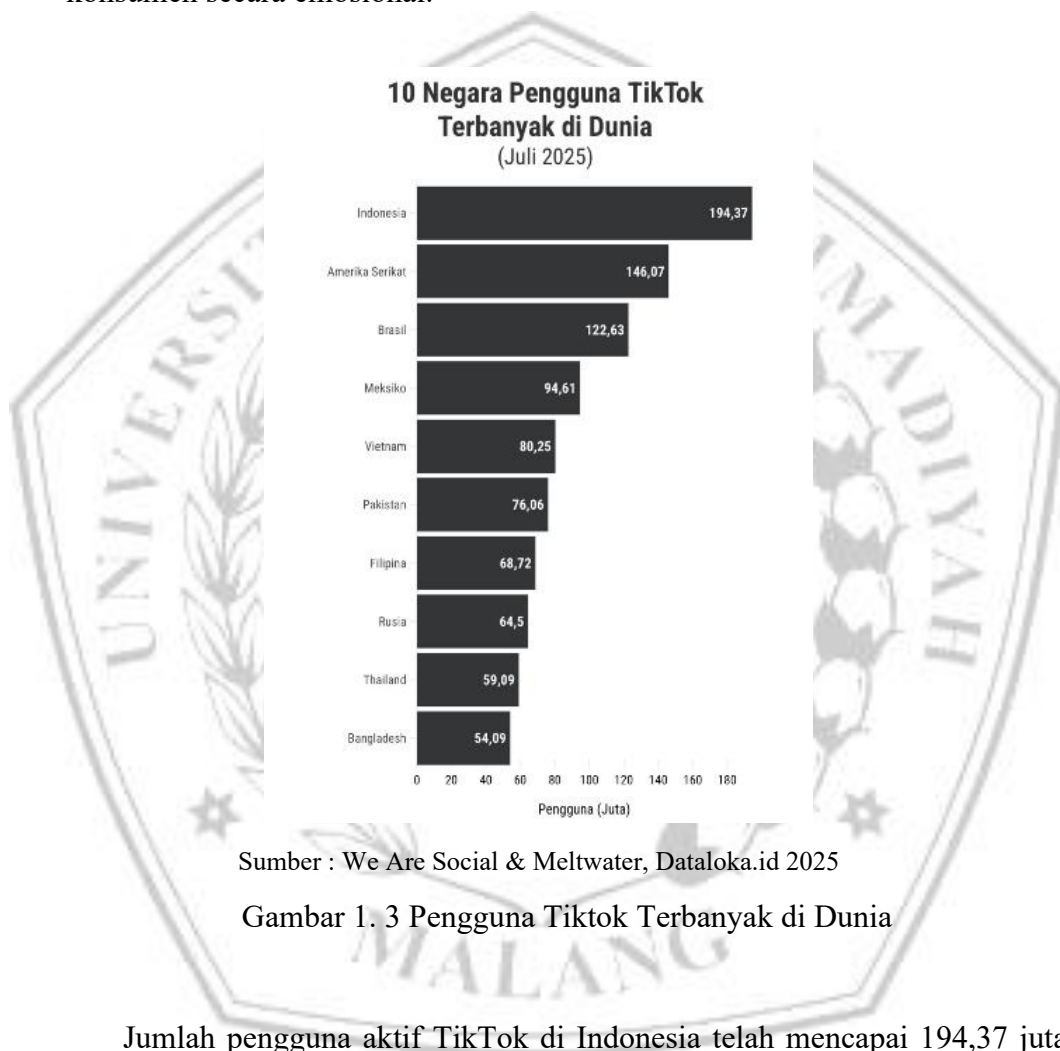 konsumen secara emosional.
10 Negara Pengguna TikTok
Terbanyak di Dunia
(Juli 2025)
Indonesia 194,37
Amerika Serikat 146,07
Brasil 122,63
Meksiko 94,61
Vietnam 80,25
Pakistan 76,06
Filipina 68,72
Rusia 64,5
Thailand 59,09
Bangladesh 54,09
0 20 40 60 80 100 120 140 160 180
Pengguna (Juta)
Sumber : We Are Social & Meltwater, Dataloka.id 2025
Gambar 1. 3 Pengguna Tiktok Terbanyak di Dunia
MALANG
Jumlah pengguna aktif TikTok di Indonesia telah mencapai 194,37 juta